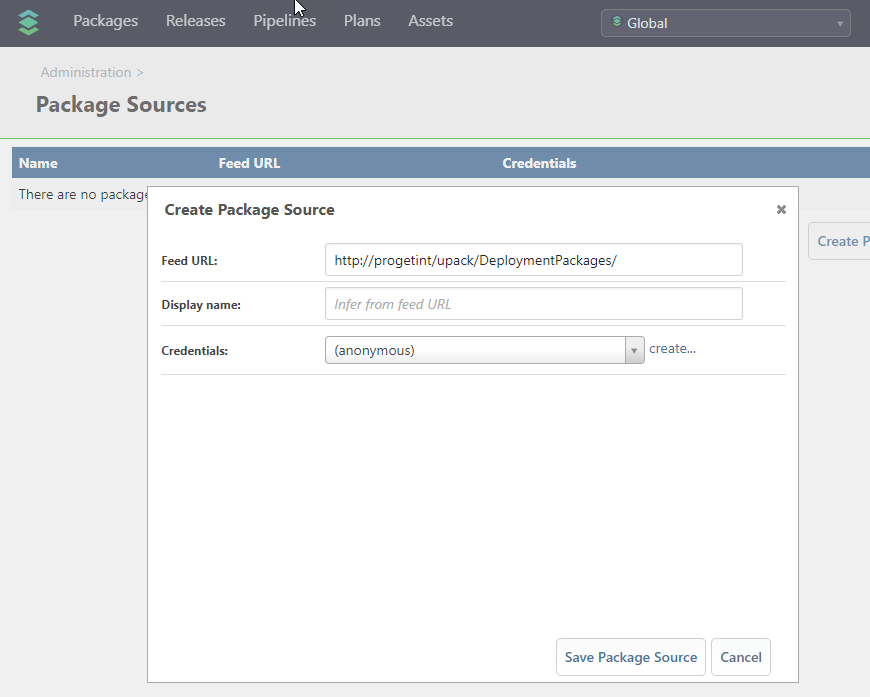 Packages Releases Pipelines Plans Assets Global
Administration >
Package Sources
Name Feed URL Credentials
There are no package
Create Package Source
Create P
Feed URL: http://progetint/upack/DeploymentPackages/
Display name: Infer from feed URL
Credentials: (anonymous) create...
Save Package Source Cancel